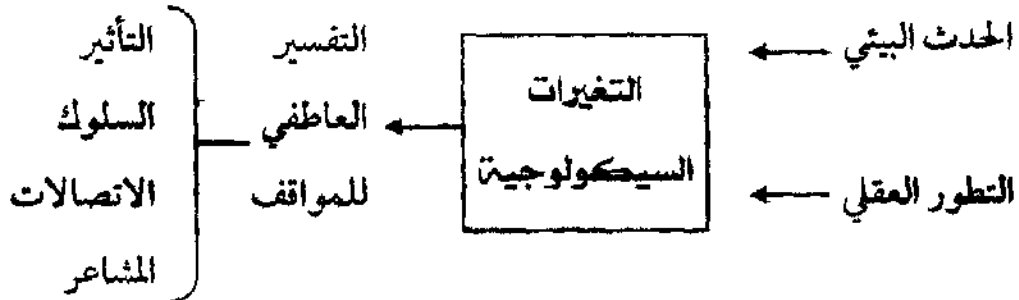 الحدث البيئي
التطور العقلي
التغيرات
السيكولوجية
التفسير
العاطفي
للمواقف
التأثير
السلوك
الاتصالات
المشاعر